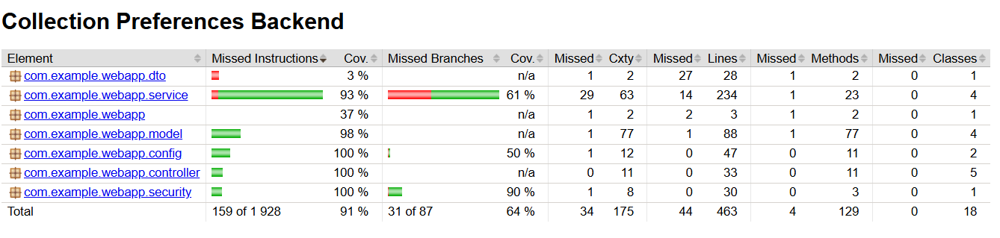 Collection Preferences Backend
Element Missed Instructions Cov. Missed Branches Cov. Missed Cxty Missed Lines Missed Methods Missed Classes
com.example.webapp.dto 3 % n/a 1 2 27 28 1 2 0 1
com.example.webapp.service 93 % 61 % 29 63 14 234 1 23 0 4
com.example.webapp 37 % n/a 1 2 2 3 1 2 0 1
com.example.webapp.model 98 % n/a 1 77 1 88 1 77 0 4
com.example.webapp.config 100 % 50 % 1 12 0 47 0 11 0 2
com.example.webapp.controller 100 % n/a 0 11 0 33 0 11 0 5
com.example.webapp.security 100 % 90 % 1 8 0 30 0 3 0 1
Total 159 of 1 928 91 % 31 of 87 64 % 34 175 44 463 4 129 0 18